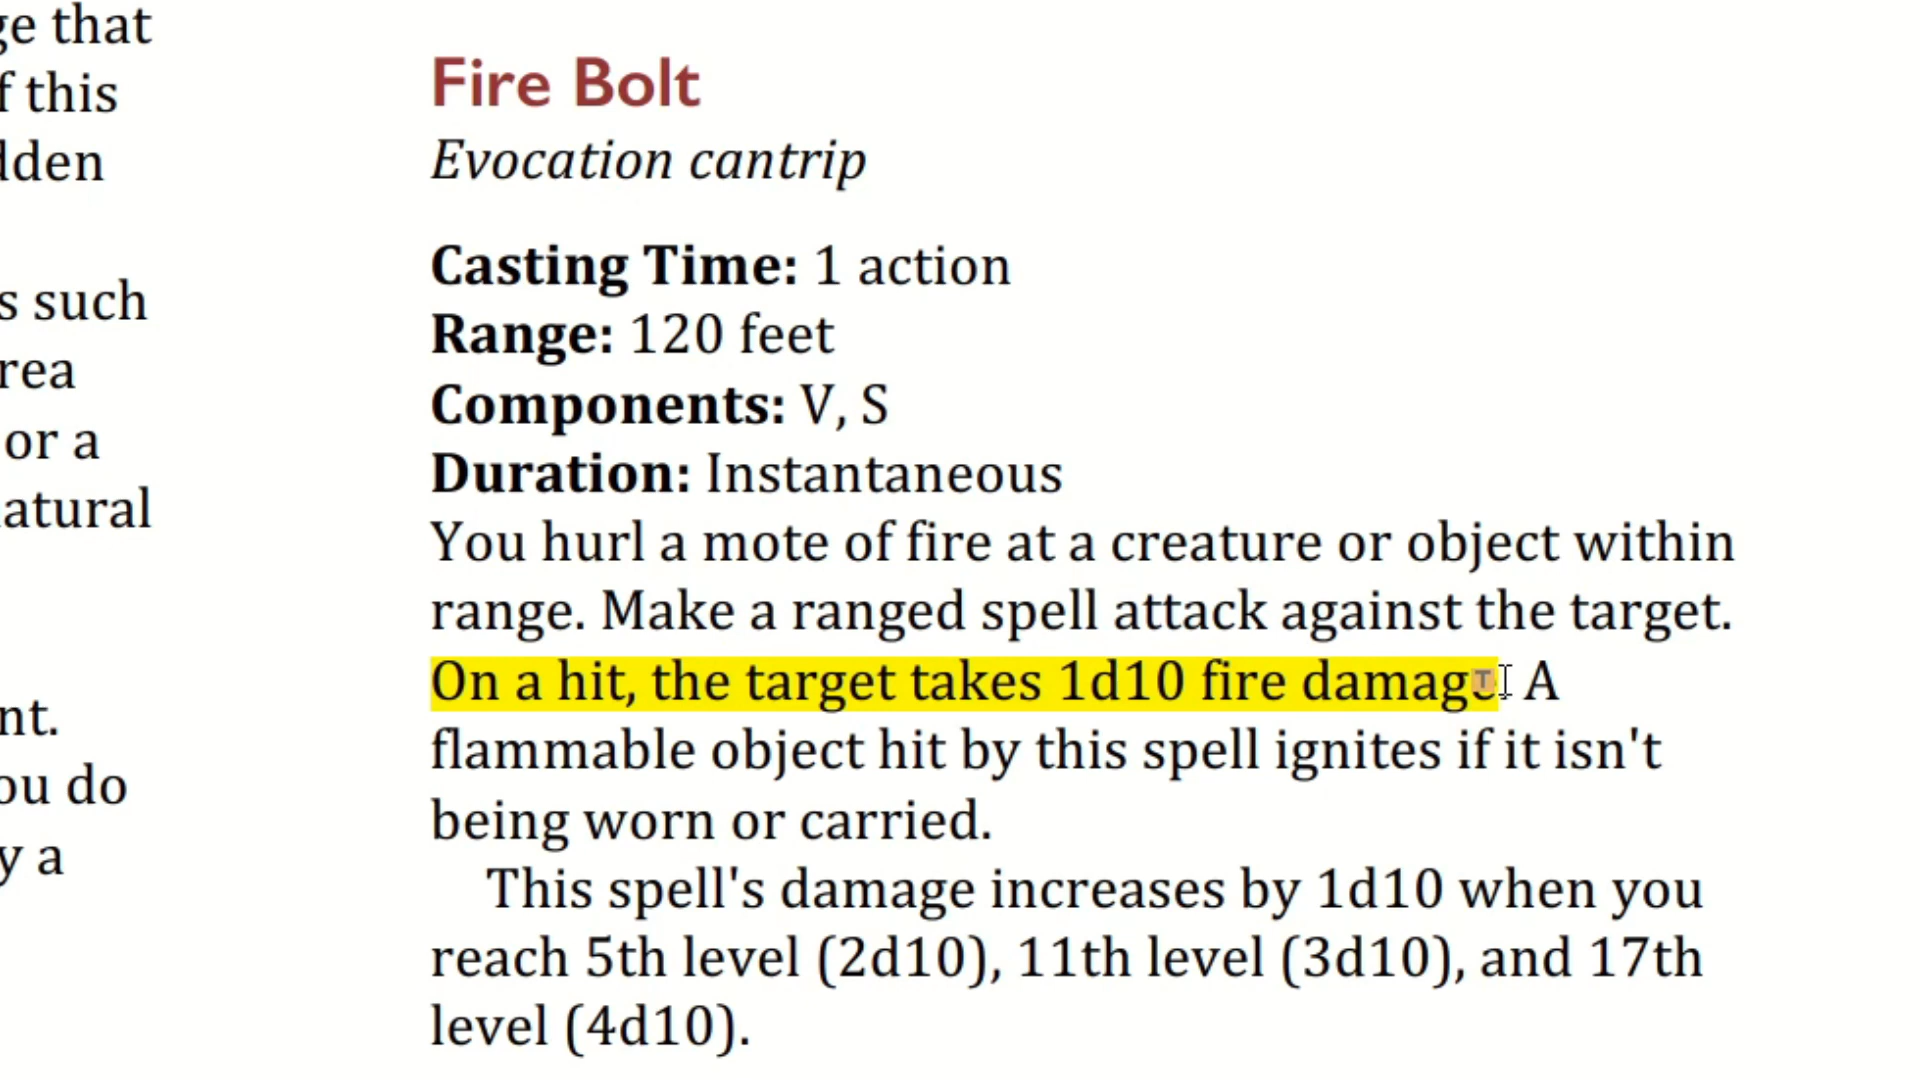 ge that
f this
dden
s such
rea
or a
natural
nt.
ou do
y a
Fire Bolt
Evocation cantrip
Casting Time: 1 action
Range: 120 feet
Components: V, S
Duration: Instantaneous
You hurl a mote of fire at a creature or object within
range. Make a ranged spell attack against the target.
On a hit, the target takes 1d10 fire damage. A
flammable object hit by this spell ignites if it isn't
being worn or carried.
This spell's damage increases by 1d10 when you
reach 5th level (2d10), 11th level (3d10), and 17th
level (4d10).